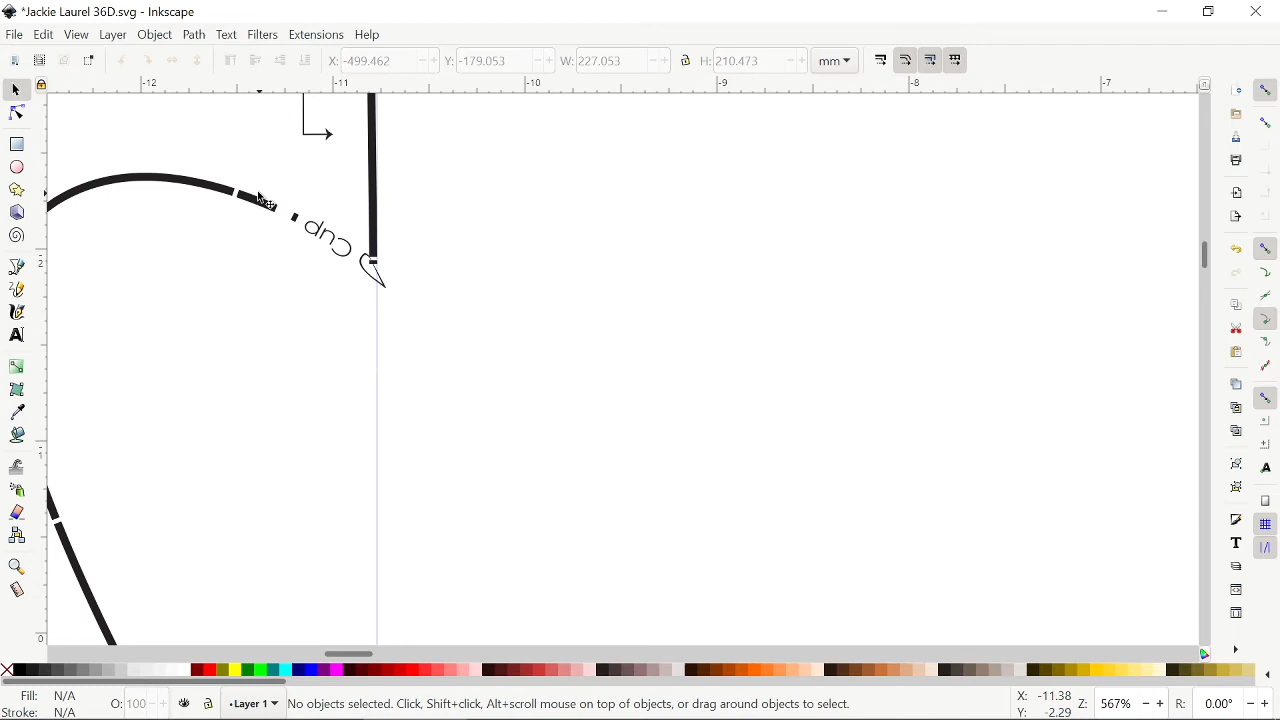 *Jackie Laurel 36D.svg - Inkscape
File Edit View Layer Object Path Text Filters Extensions Help
X: -499.462 Y: -179.053 W: 227.053 H: 210.473 mm
-12 -11 -10 -9 -8 -7
Cup
2
1
0
Fill: N/A
Stroke: N/A
O: 100
Layer 1
No objects selected. Click, Shift+click, Alt+scroll mouse on top of objects, or drag around objects to select.
X: -11.38
Y: -2.29
Z: 567%
R: 0.00°